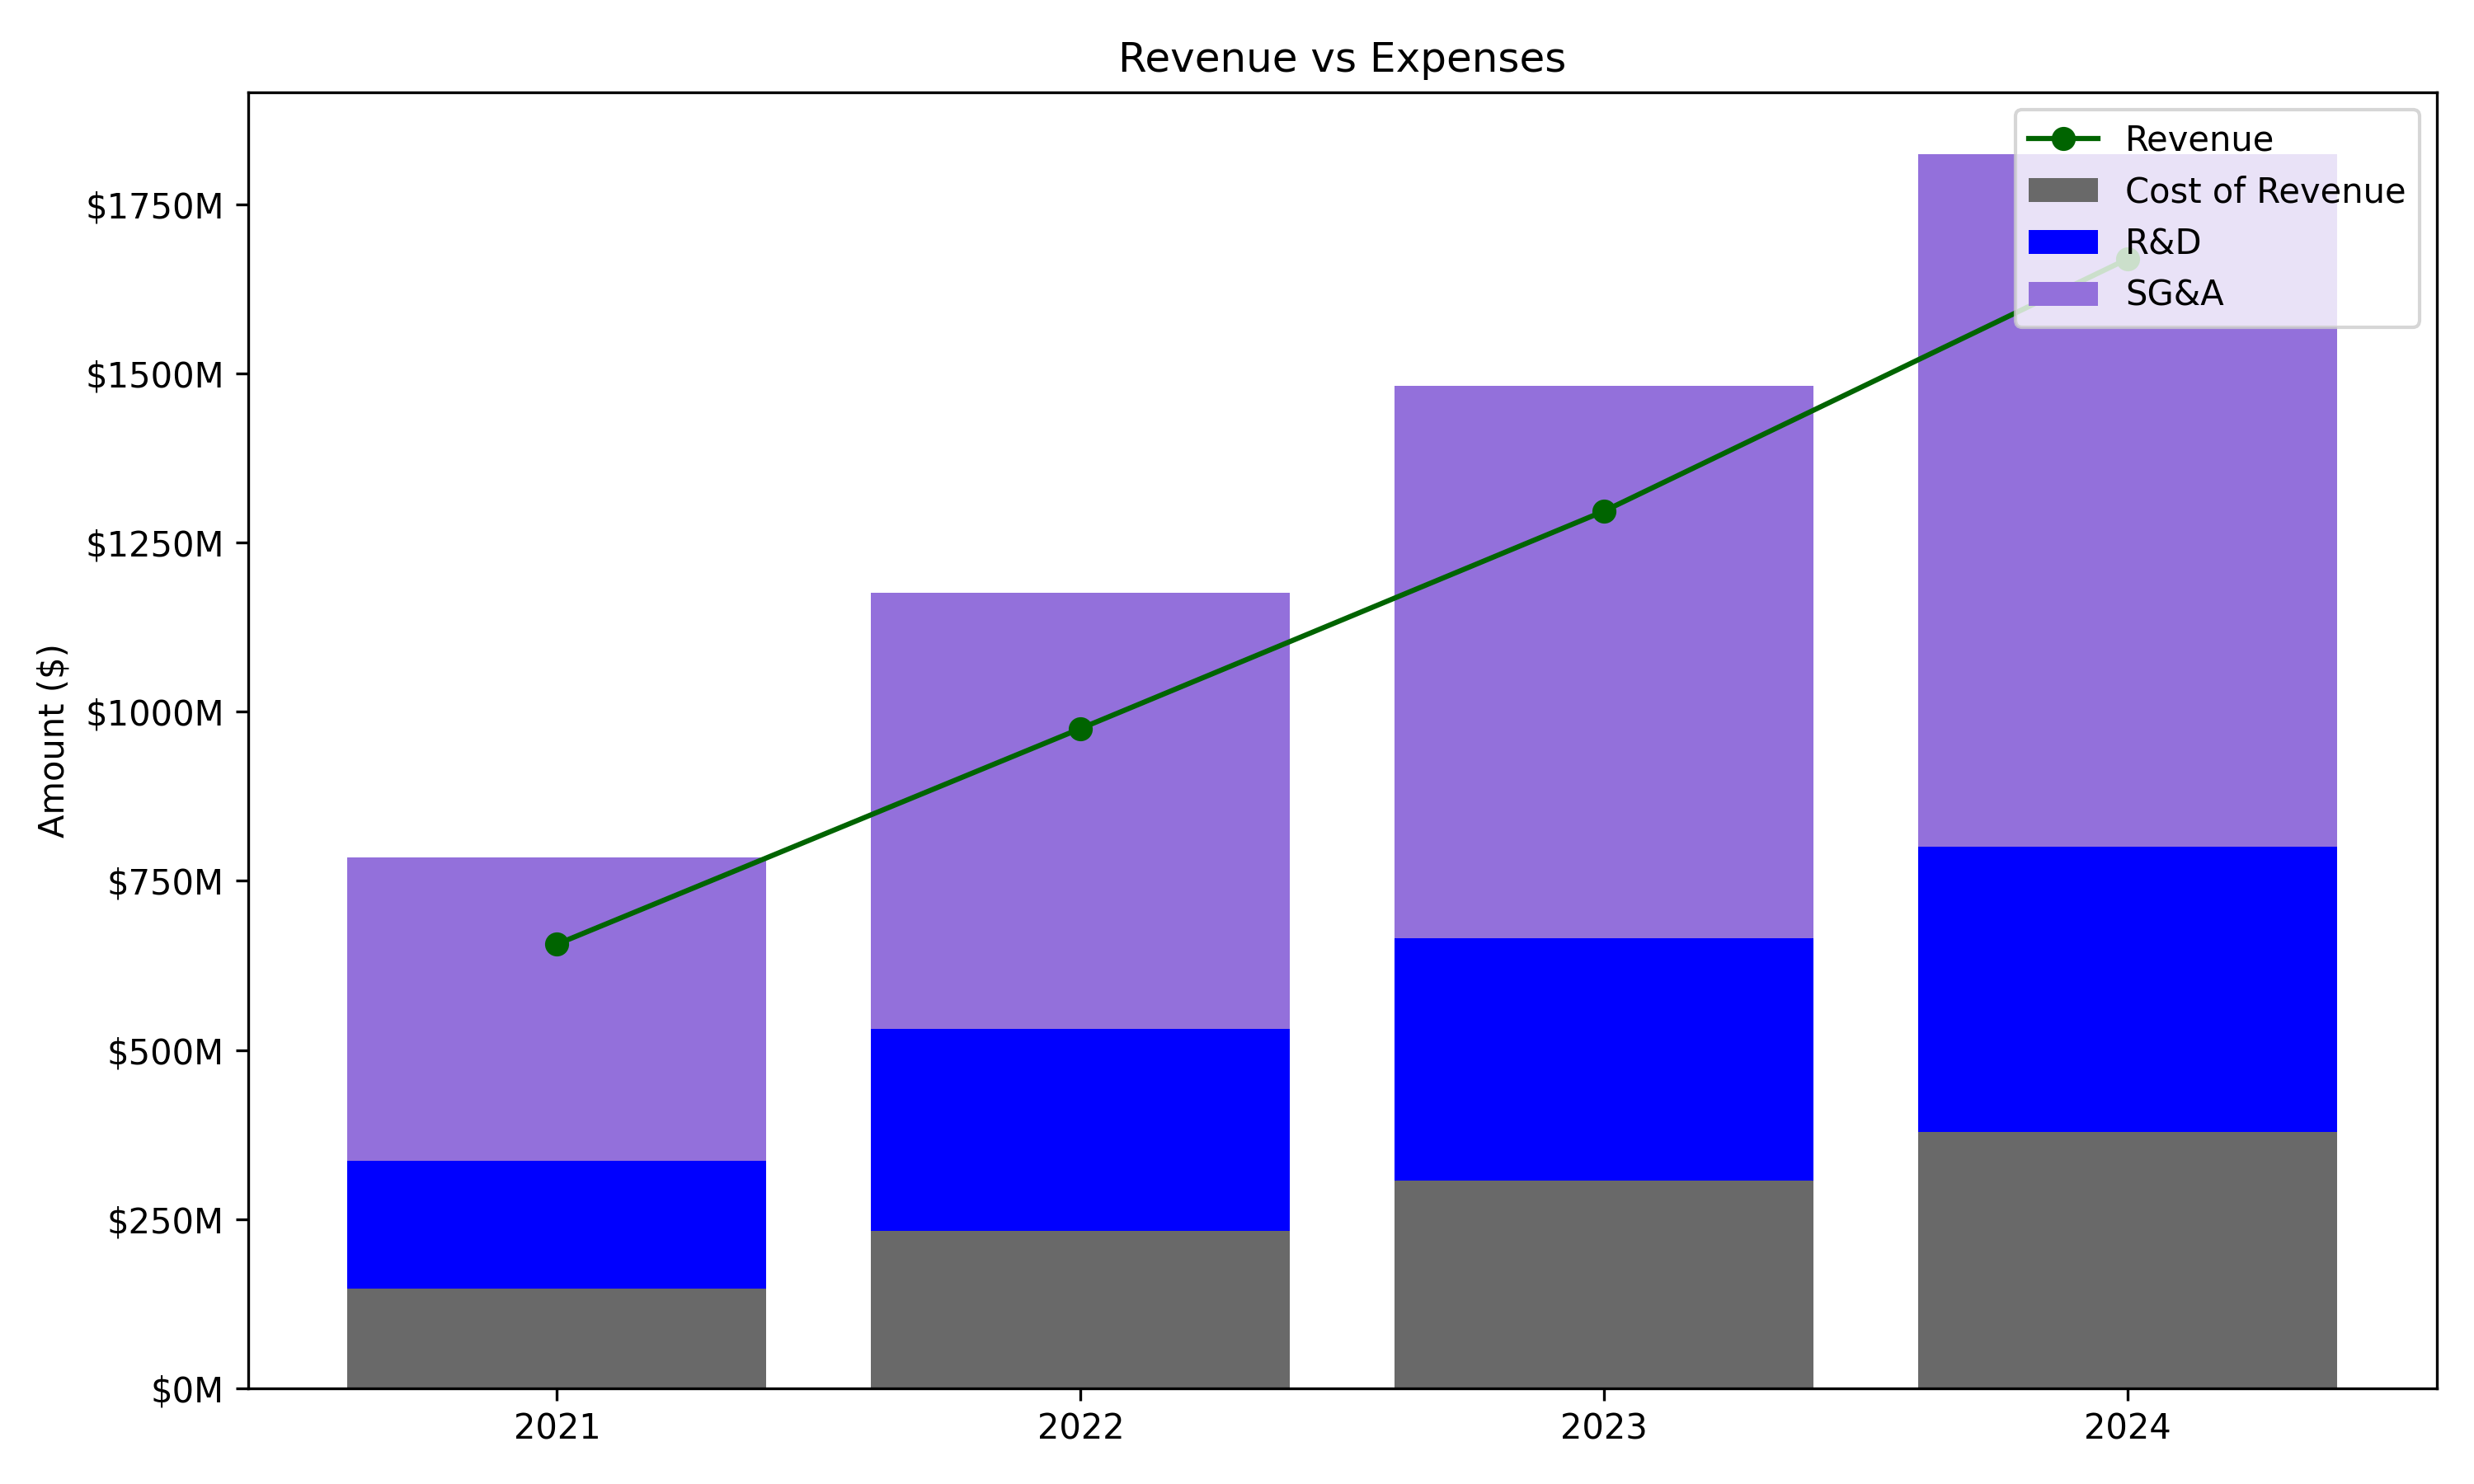 Revenue vs Expenses
Revenue
Cost of Revenue
R&D
SG&A
Amount ($)
$1750M
$1500M
$1250M
$1000M
$750M
$500M
$250M
$0M
2021
2022
2023
2024